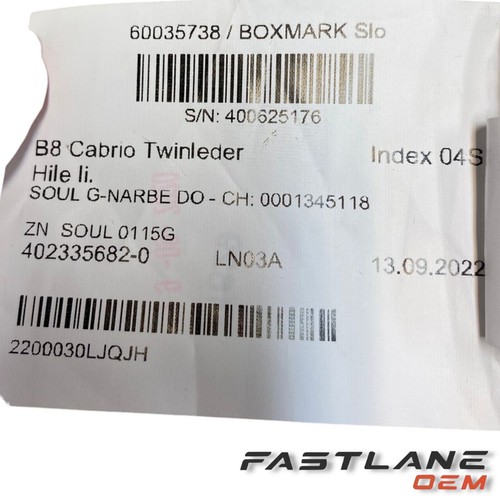 60035738 / BOXMARK Slo
S/N: 400625176
B8 Cabrio Twinleder Index 04S
Hile li.
SOUL G-NARBE DO - CH: 0001345118
ZN SOUL 0115G
402335682-0 LN03A 13.09.2022
2200030LJQJH
FASTLANE
OEM